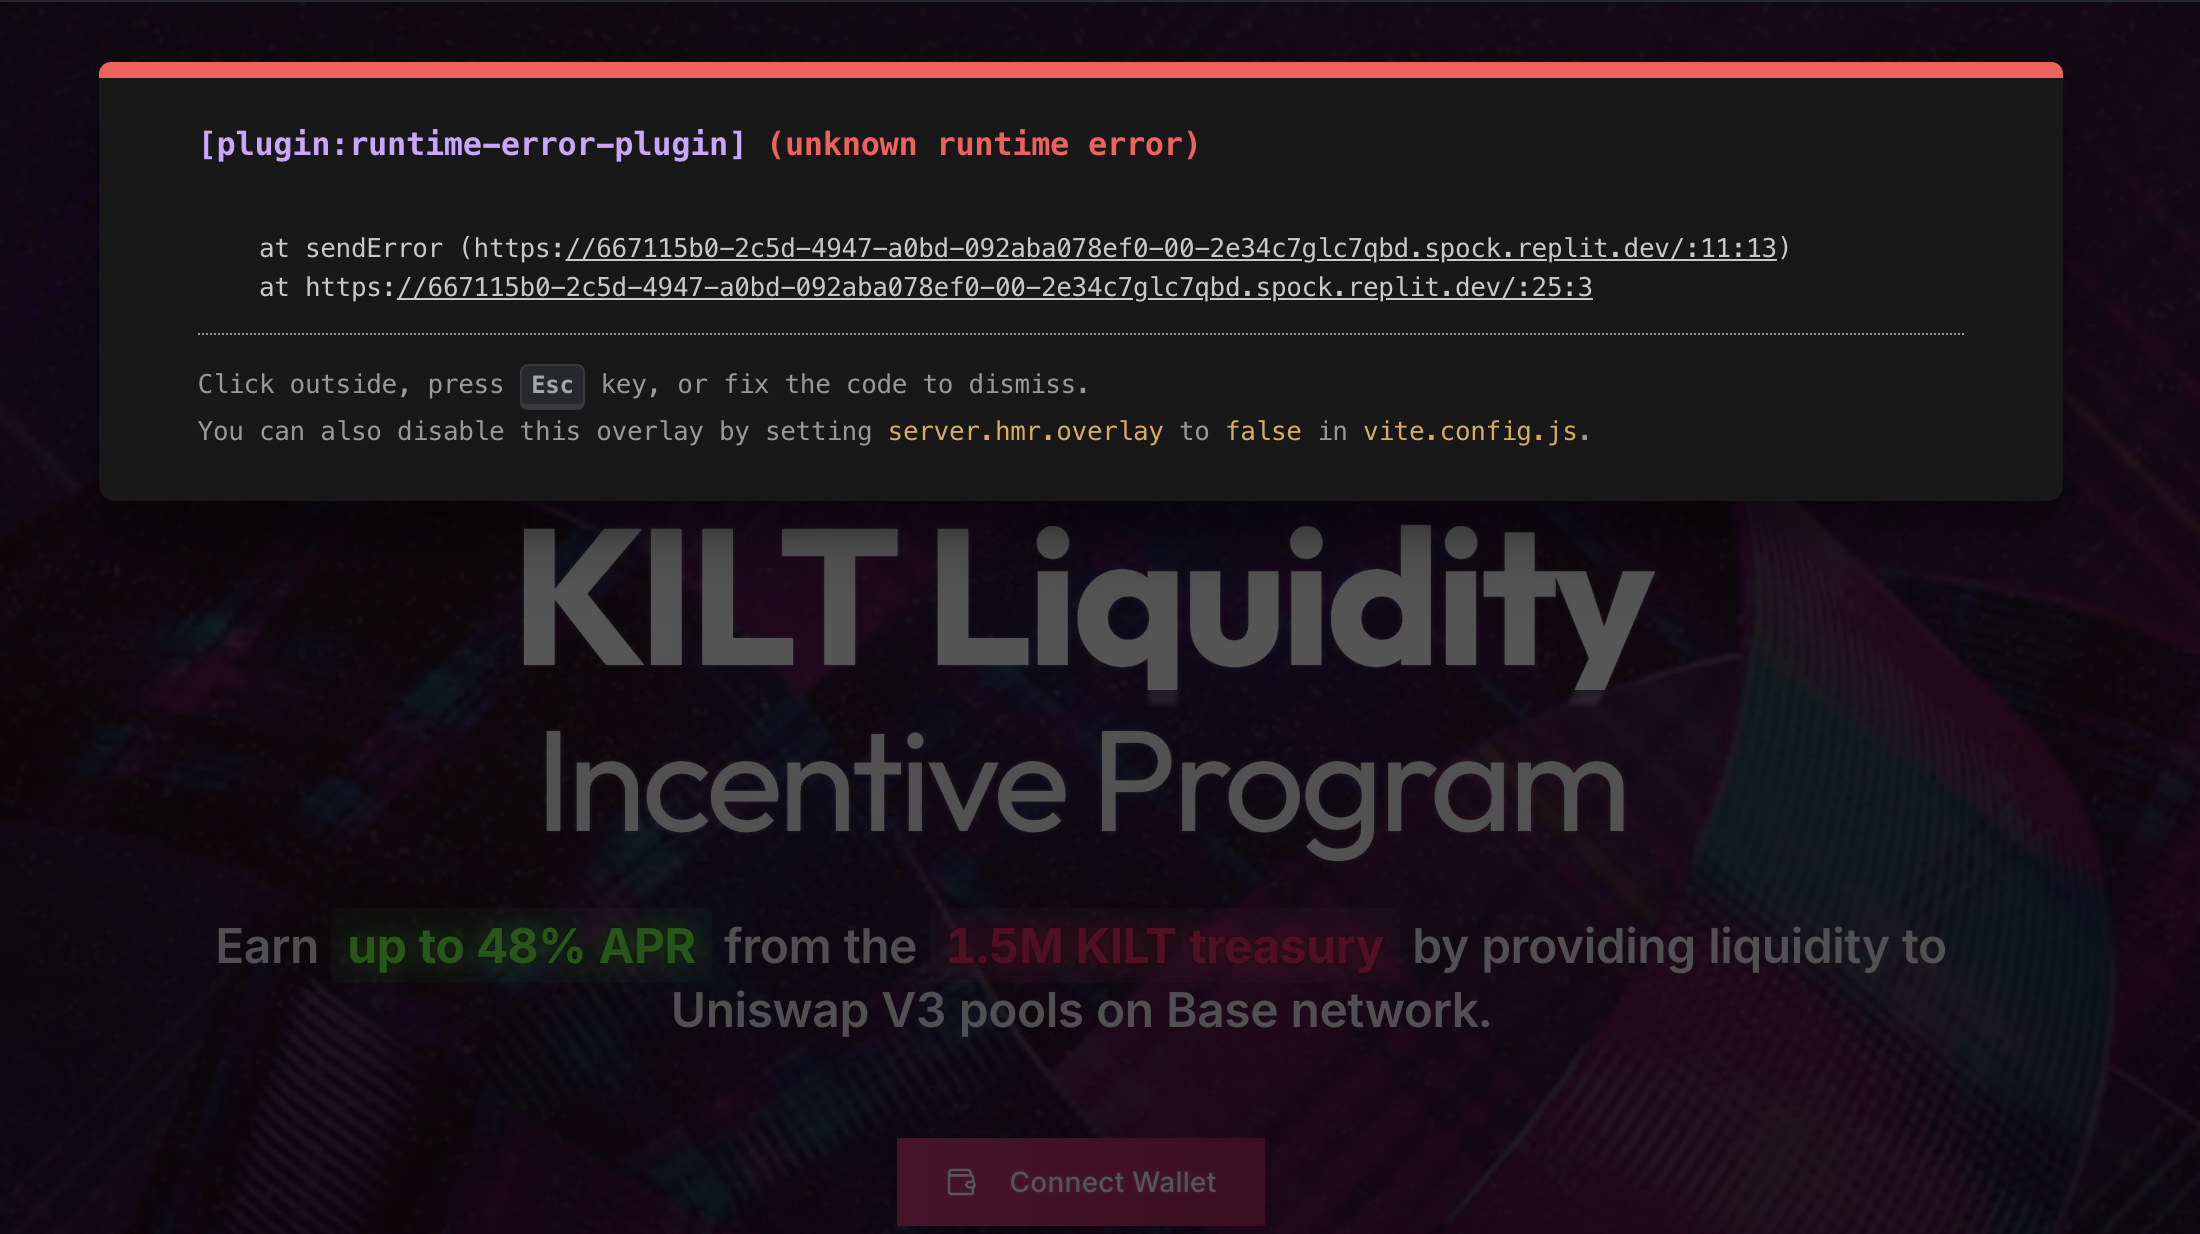 [plugin:runtime-error-plugin] (unknown runtime error)
at sendError (https://667115b0-2c5d-4947-a0bd-092aba078ef0-00-2e34c7glc7qbd.spock.replit.dev/:11:13)
at https://667115b0-2c5d-4947-a0bd-092aba078ef0-00-2e34c7glc7qbd.spock.replit.dev/:25:3
Click outside, press Esc key, or fix the code to dismiss.
You can also disable this overlay by setting server.hmr.overlay to false in vite.config.js.
KILT Liquidity
Incentive Program
Earn up to 48% APR from the 1.5M KILT treasury by providing liquidity to
Uniswap V3 pools on Base network.
Connect Wallet